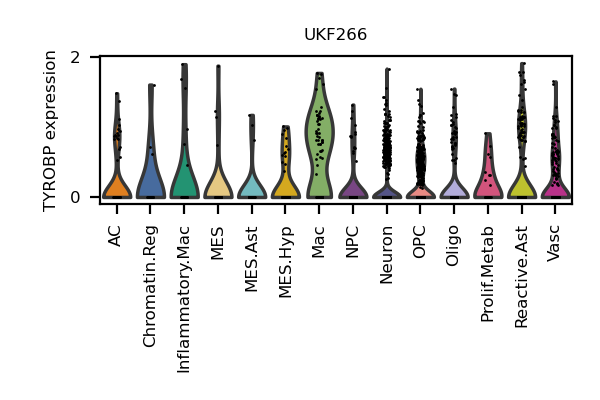 UKF266
TYROBP expression
2
0
AC
Chromatin.Reg
Inflammatory.Mac
MES
MES.Ast
MES.Hyp
Mac
NPC
Neuron
OPC
Oligo
Prolif.Metab
Reactive.Ast
Vasc